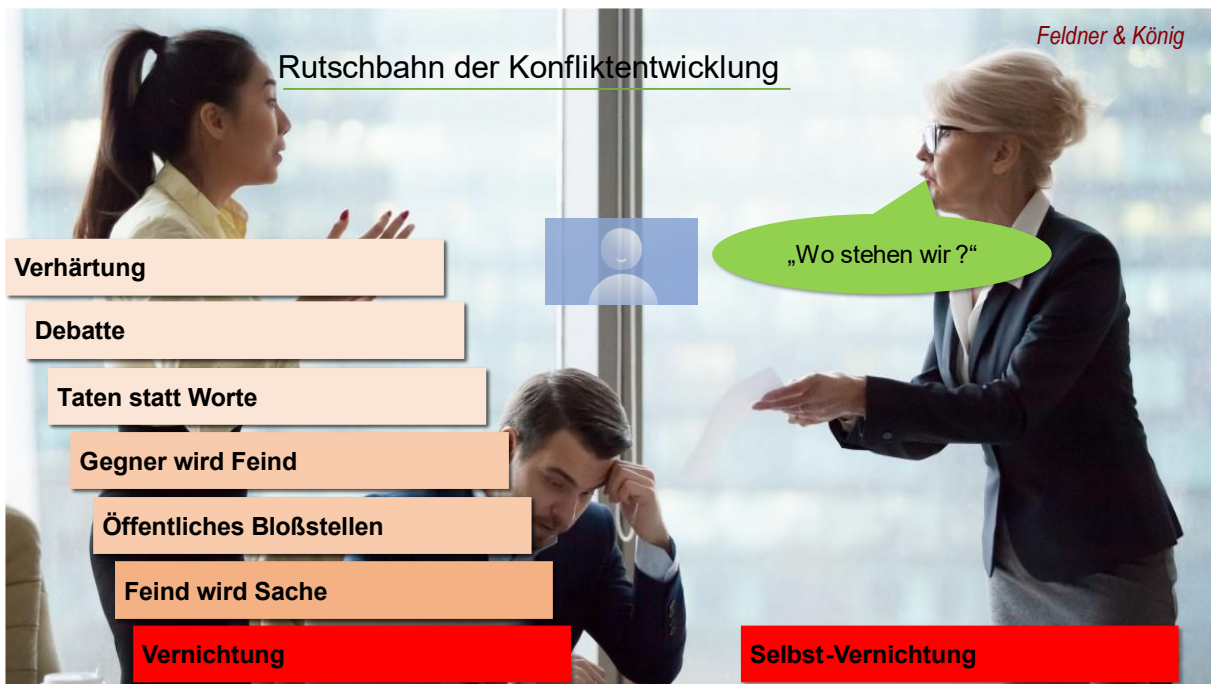 Feldner & König
Rutschbahn der Konfliktentwicklung
„Wo stehen wir ?“
Verhärtung
Debatte
Taten statt Worte
Gegner wird Feind
Öffentliches Bloßstellen
Feind wird Sache
Vernichtung
Selbst-Vernichtung